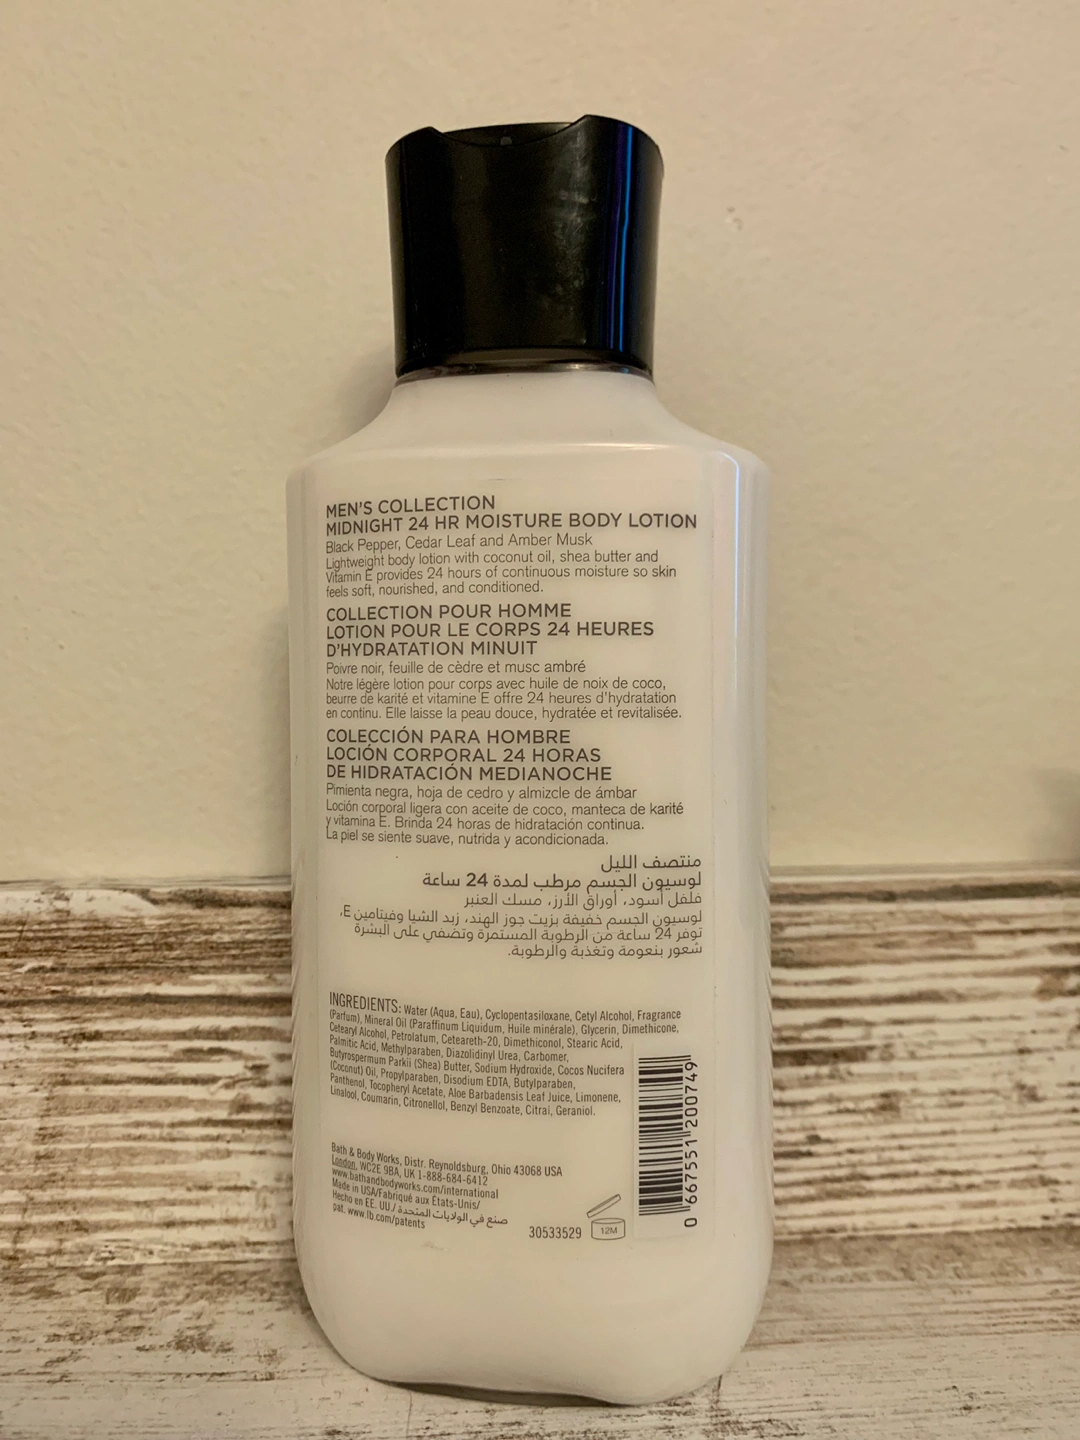 MEN'S COLLECTION
MIDNIGHT 24 HR MOISTURE BODY LOTION
Black Pepper, Cedar Leaf and Amber Musk
Lightweight body lotion with coconut oil, shea butter and
Vitamin E provides 24 hours of continuous moisture so skin
feels soft, nourished, and conditioned.
COLLECTION POUR HOMME
LOTION POUR LE CORPS 24 HEURES
D'HYDRATATION MINUIT
Poivre noir, feuille de cèdre et musc ambré
Notre légère lotion pour corps avec huile de noix de coco,
beurre de karité et vitamine E offre 24 heures d'hydratation
en continu. Elle laisse la peau douce, hydratée et revitalisée.
COLECCIÓN PARA HOMBRE
LOCIÓN CORPORAL 24 HORAS
DE HIDRATACIÓN MEDIANOCHE
Pimienta negra, hoja de cedro y almizcle de ámbar
Loción corporal ligera con aceite de coco, manteca de karité
y vitamina E. Brinda 24 horas de hidratación continua.
La piel se siente suave, nutrida y acondicionada.
منتصف الليل
لوسيون الجسم مرطب لمدة 24 ساعة
فلفل أسود، أوراق الأرز، مسك العنبر
لوسيون الجسم خفيفة بزيت جوز الهند، زبد الشيا وفيتامين E،
توفر 24 ساعة من الرطوبة المستمرة وتضفي على البشرة
شعور بنعومة وتغذية والرطوبة.
INGREDIENTS: Water (Aqua, Eau), Cyclopentasiloxane, Cetyl Alcohol, Fragrance
(Parfum), Mineral Oil (Paraffinum Liquidum, Huile minérale), Glycerin, Dimethicone,
Cetearyl Alcohol, Petrolatum, Ceteareth-20, Dimethiconol, Stearic Acid,
Palmitic Acid, Methylparaben, Diazolidinyl Urea, Carbomer,
Butyrospermum Parkii (Shea) Butter, Sodium Hydroxide, Cocos Nucifera
(Coconut) Oil, Propylparaben, Disodium EDTA, Butylparaben,
Panthenol, Tocopheryl Acetate, Aloe Barbadensis Leaf Juice, Limonene,
Linalool, Coumarin, Citronellol, Benzyl Benzoate, Citral, Geraniol.
0 667551 200749
Bath & Body Works, Distr. Reynoldsburg, Ohio 43068 USA
London, WC2E 9BA, UK 1-888-684-6412
www.bathandbodyworks.com/international
Made in USA/Fabriqué aux États-Unis/
Hecho en EE. UU./ صنع في الولايات المتحدة
pat. www.lb.com/patents
30533529
12M